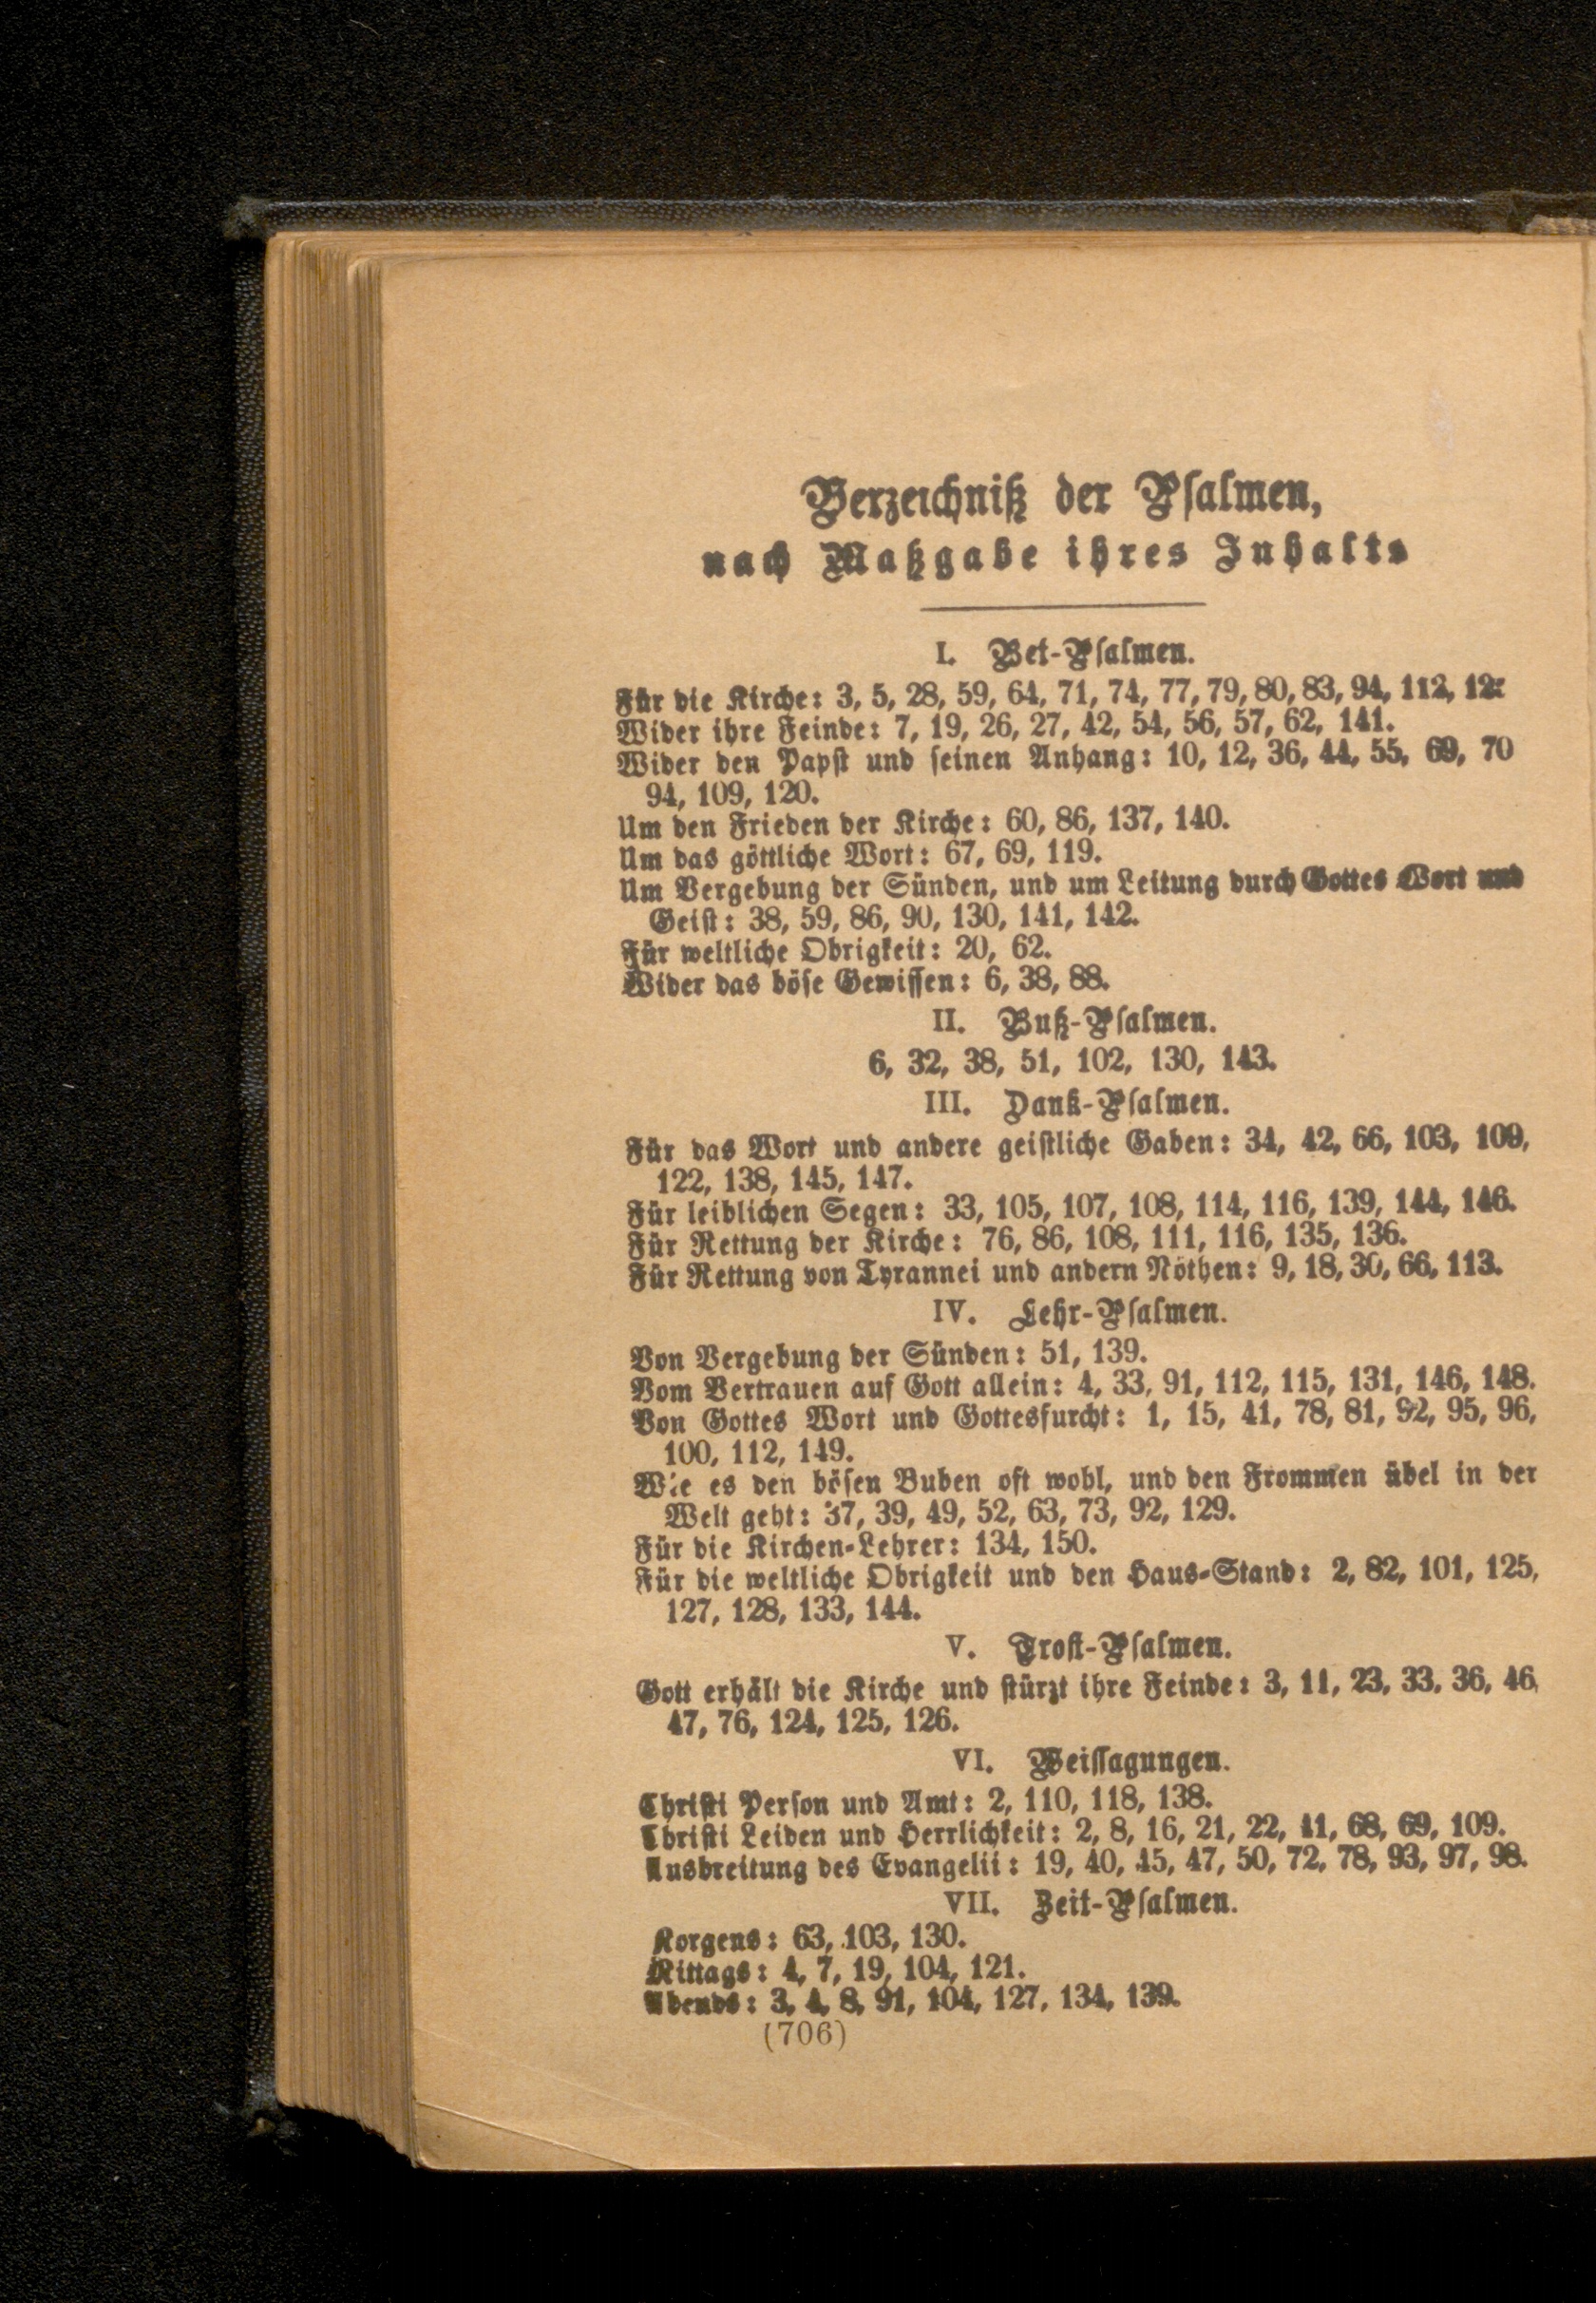 Verzeichniß der Psalmen,
nach Maßgabe ihres Inhalts
I. Bet-Psalmen.
Für die Kirche: 3, 5, 28, 59, 64, 71, 74, 77, 79, 80, 83, 94, 112,
Wider ihre Feinde: 7, 19, 26, 27, 42, 54, 56, 57, 62, 141.
Wider den Papst und seinen Anhang: 10, 12, 36, 44, 55, 69, 70
94, 109, 120.
Um den Frieden der Kirche: 60, 86, 137, 140.
Um das göttliche Wort: 67, 69, 119.
Um Vergebung der Sünden, und um Leitung durch Gottes Wort und
Geist: 38, 59, 86, 90, 130, 141, 142.
Für weltliche Obrigkeit: 20, 62.
Wider das böse Gewissen: 6, 38, 88.
II. Buß-Psalmen.
6, 32, 38, 51, 102, 130, 143.
III. Dank-Psalmen.
Für das Wort und andere geistliche Gaben: 34, 42, 66, 103, 109,
122, 138, 145, 147.
Für leiblichen Segen: 33, 105, 107, 108, 114, 116, 139, 144, 146.
Für Rettung der Kirche: 76, 86, 108, 111, 116, 135, 136.
Für Rettung von Tyrannei und andern Nöthen: 9, 18, 30, 66, 113.
IV. Lehr-Psalmen.
Von Vergebung der Sünden: 51, 139.
Vom Vertrauen auf Gott allein: 4, 33, 91, 112, 115, 131, 146, 148.
Von Gottes Wort und Gottesfurcht: 1, 15, 41, 78, 81, 92, 95, 96,
100, 112, 149.
Wie es den bösen Buben oft wohl, und den Frommen übel in der
Welt geht: 37, 39, 49, 52, 63, 73, 92, 129.
Für die Kirchen-Lehrer: 134, 150.
Für die weltliche Obrigkeit und den Haus-Stand: 2, 82, 101, 125,
127, 128, 133, 144.
V. Trost-Psalmen.
Gott erhält die Kirche und stürzt ihre Feinde: 3, 11, 23, 33, 36, 46,
47, 76, 124, 125, 126.
VI. Weissagungen.
Christi Person und Amt: 2, 110, 118, 138.
Christi Leiden und Herrlichkeit: 2, 8, 16, 21, 22, 41, 68, 69, 109.
Ausbreitung des Evangelii: 19, 40, 45, 47, 50, 72, 78, 93, 97, 98.
VII. Zeit-Psalmen.
Morgens: 63, 103, 130.
Mittags: 4, 7, 19, 104, 121.
Abends: 3, 4, 8, 91, 104, 127, 134, 139.
(706)